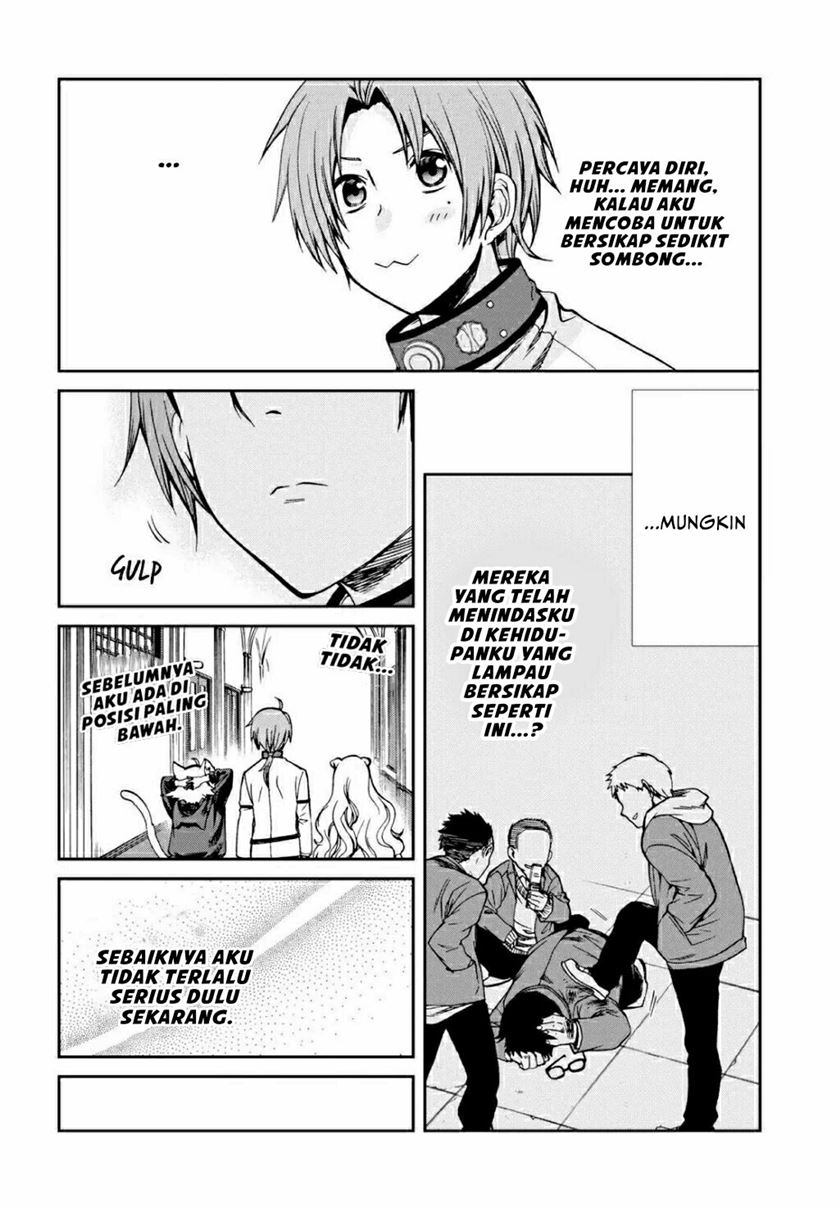 PERCAYA DIRI,
HUH... MEMANG,
KALAU AKU
MENCOBA UNTUK
BERSIKAP SEDIKIT
SOMBONG...
...
...MUNGKIN
MEREKA
YANG TELAH
MENINDASKU
DI KEHIDU-
PANKU YANG
LAMPAU
BERSIKAP
SEPERTI
INI...?
GULP
TIDAK
TIDAK...
SEBELUMNYA
AKU ADA DI
POSISI PALING
BAWAH.
SEBAIKNYA AKU
TIDAK TERLALU
SERIUS DULU
SEKARANG.